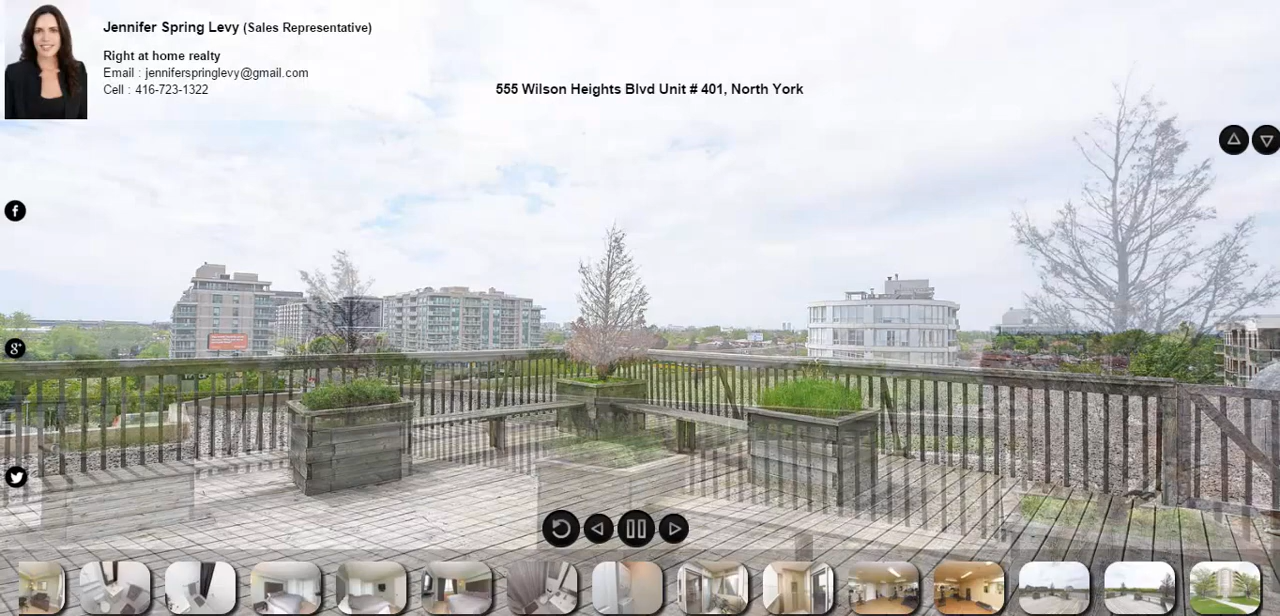 Jennifer Spring Levy (Sales Representative)
Right at home realty
Email : jenniferspringlevy@gmail.com
Cell : 416-723-1322
555 Wilson Heights Blvd Unit # 401, North York
f
g+